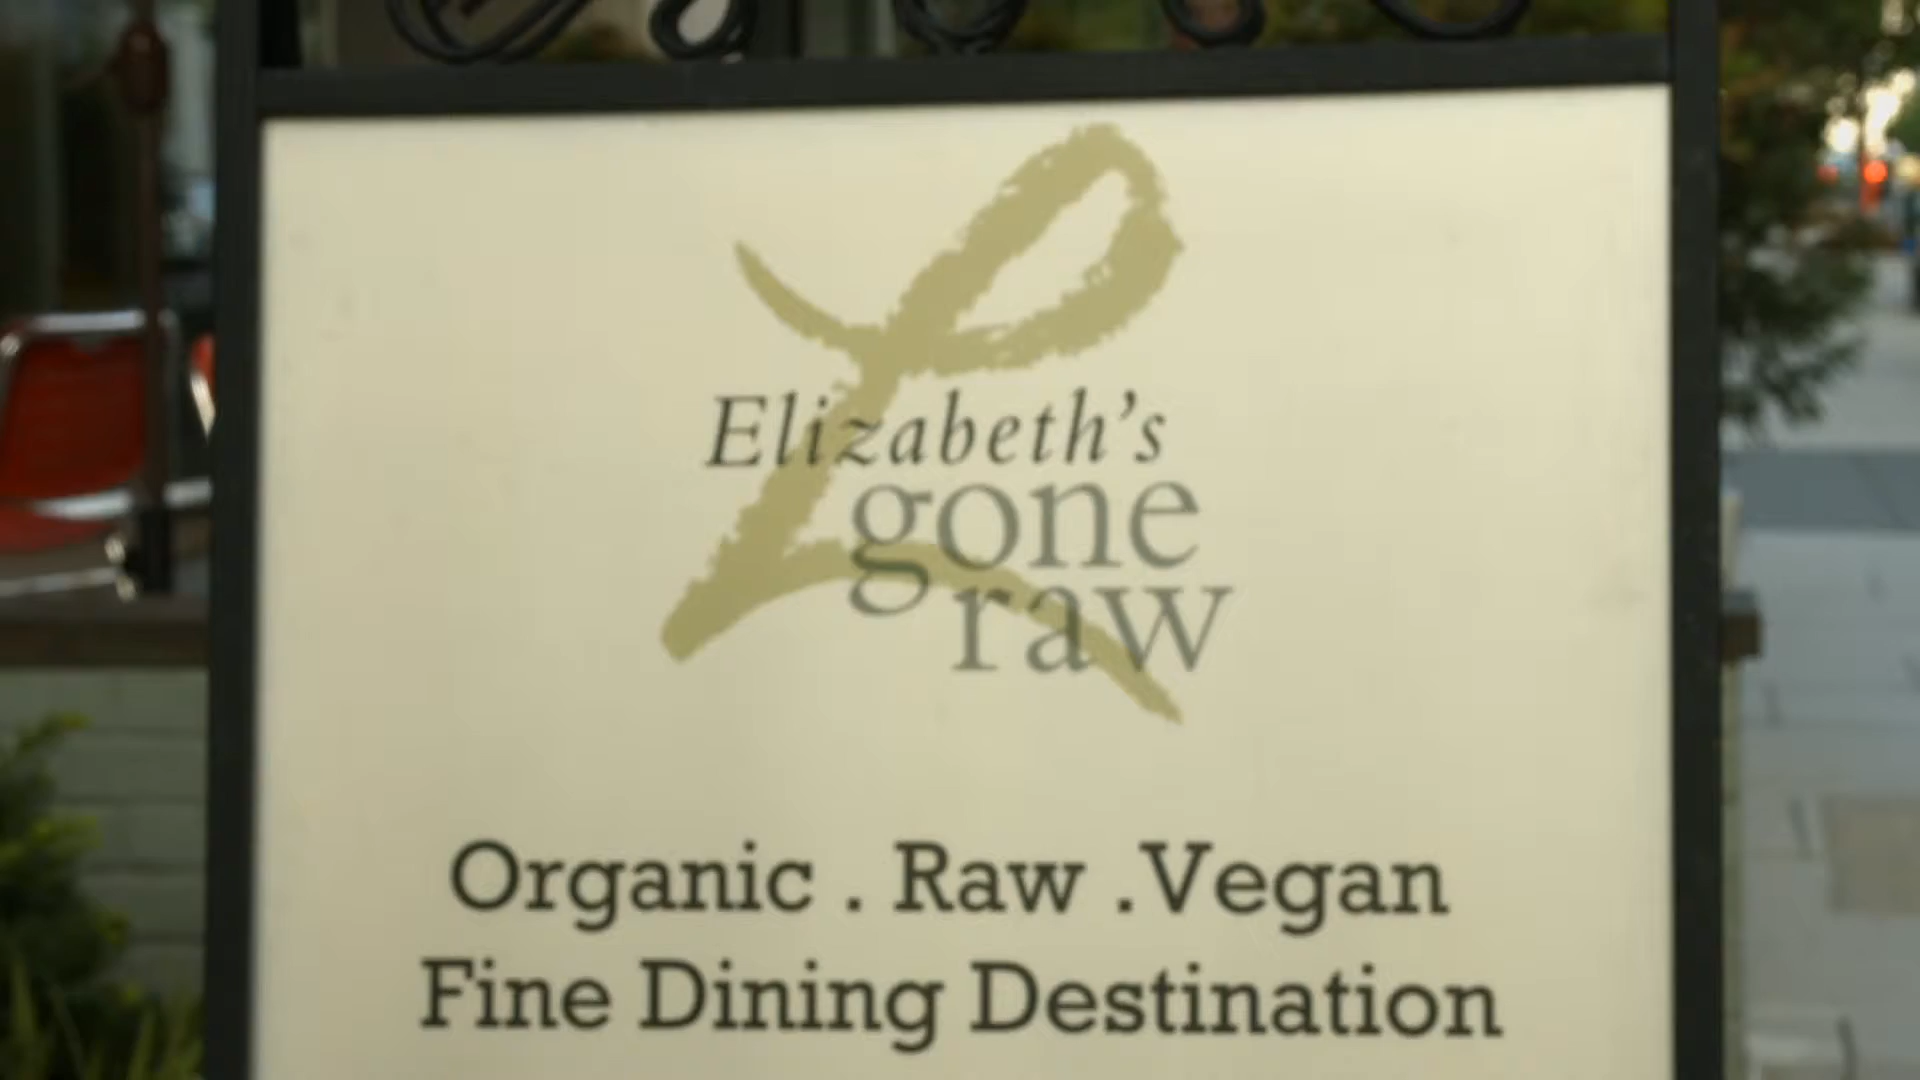 Elizabeth's
gone
raw
Organic . Raw .Vegan
Fine Dining Destination